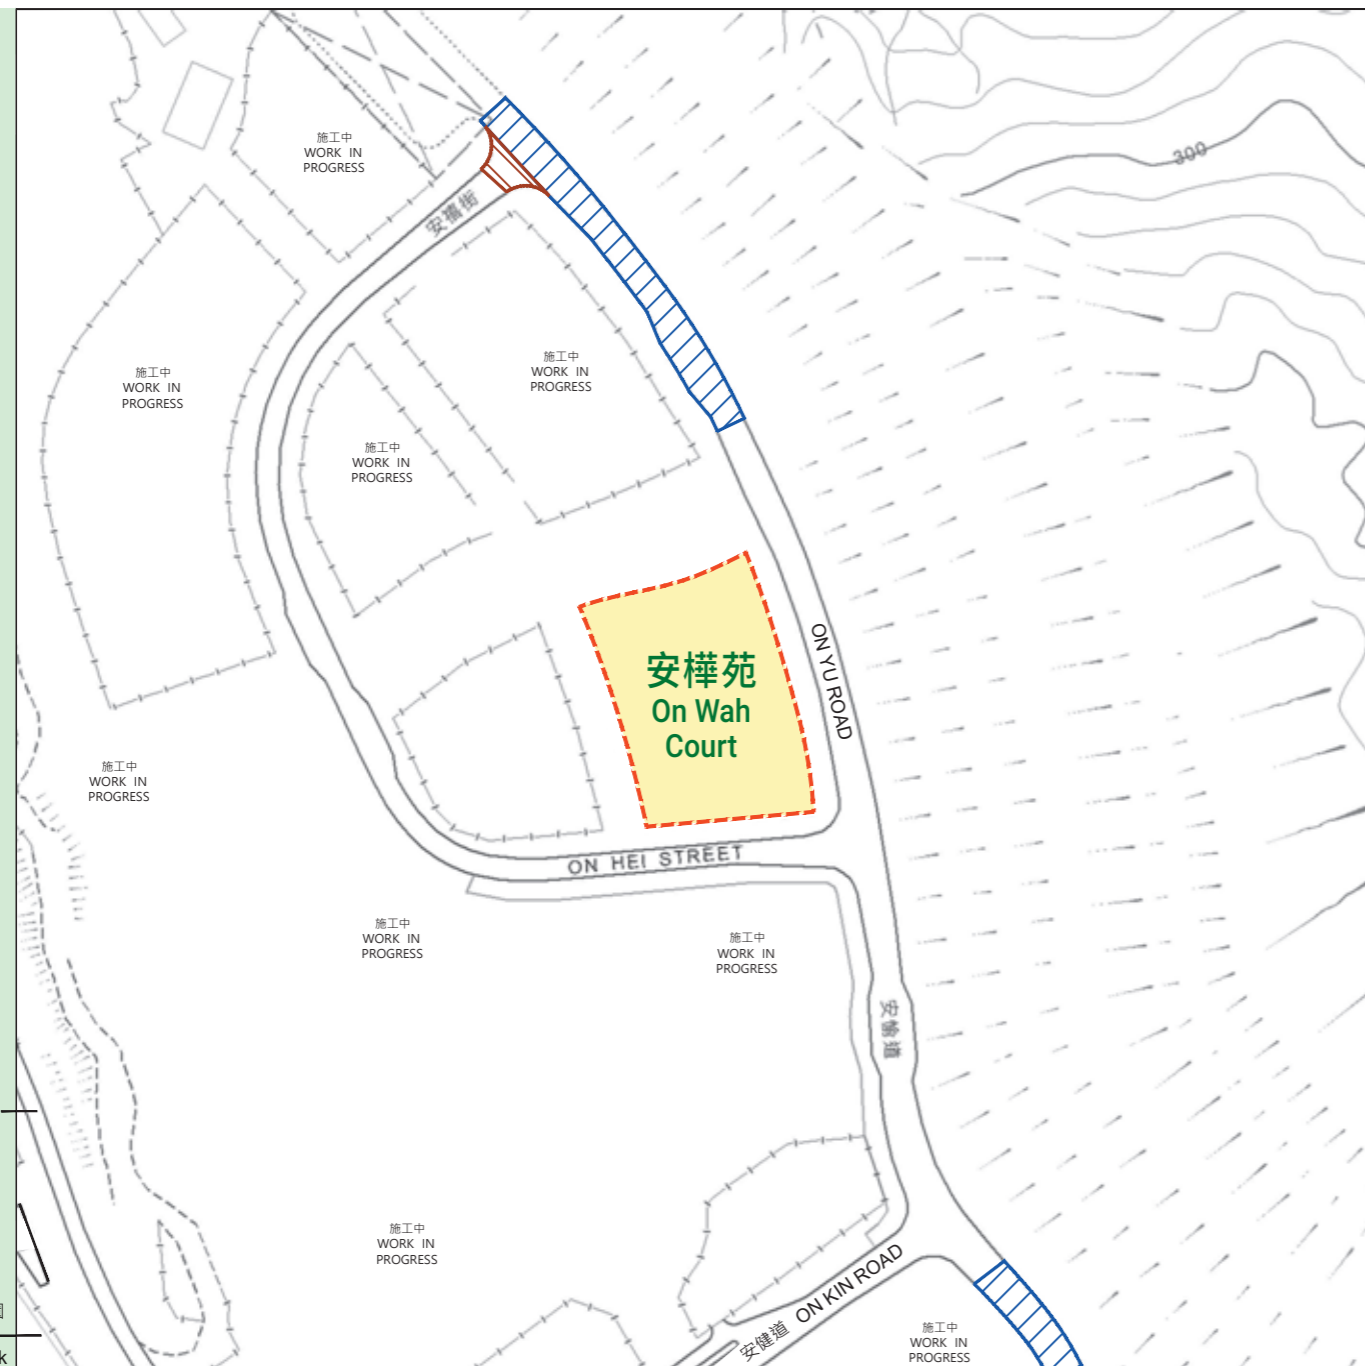 施工中
WORK IN
PROGRESS
300
安禧街
施工中
WORK IN
PROGRESS
施工中
WORK IN
PROGRESS
施工中
WORK IN
PROGRESS
安樺苑
On Wah
Court
ON YU ROAD
施工中
WORK IN
PROGRESS
ON HEI STREET
施工中
WORK IN
PROGRESS
施工中
WORK IN
PROGRESS
安愉道
施工中
WORK IN
PROGRESS
安健道 ON KIN ROAD
施工中
WORK IN
PROGRESS